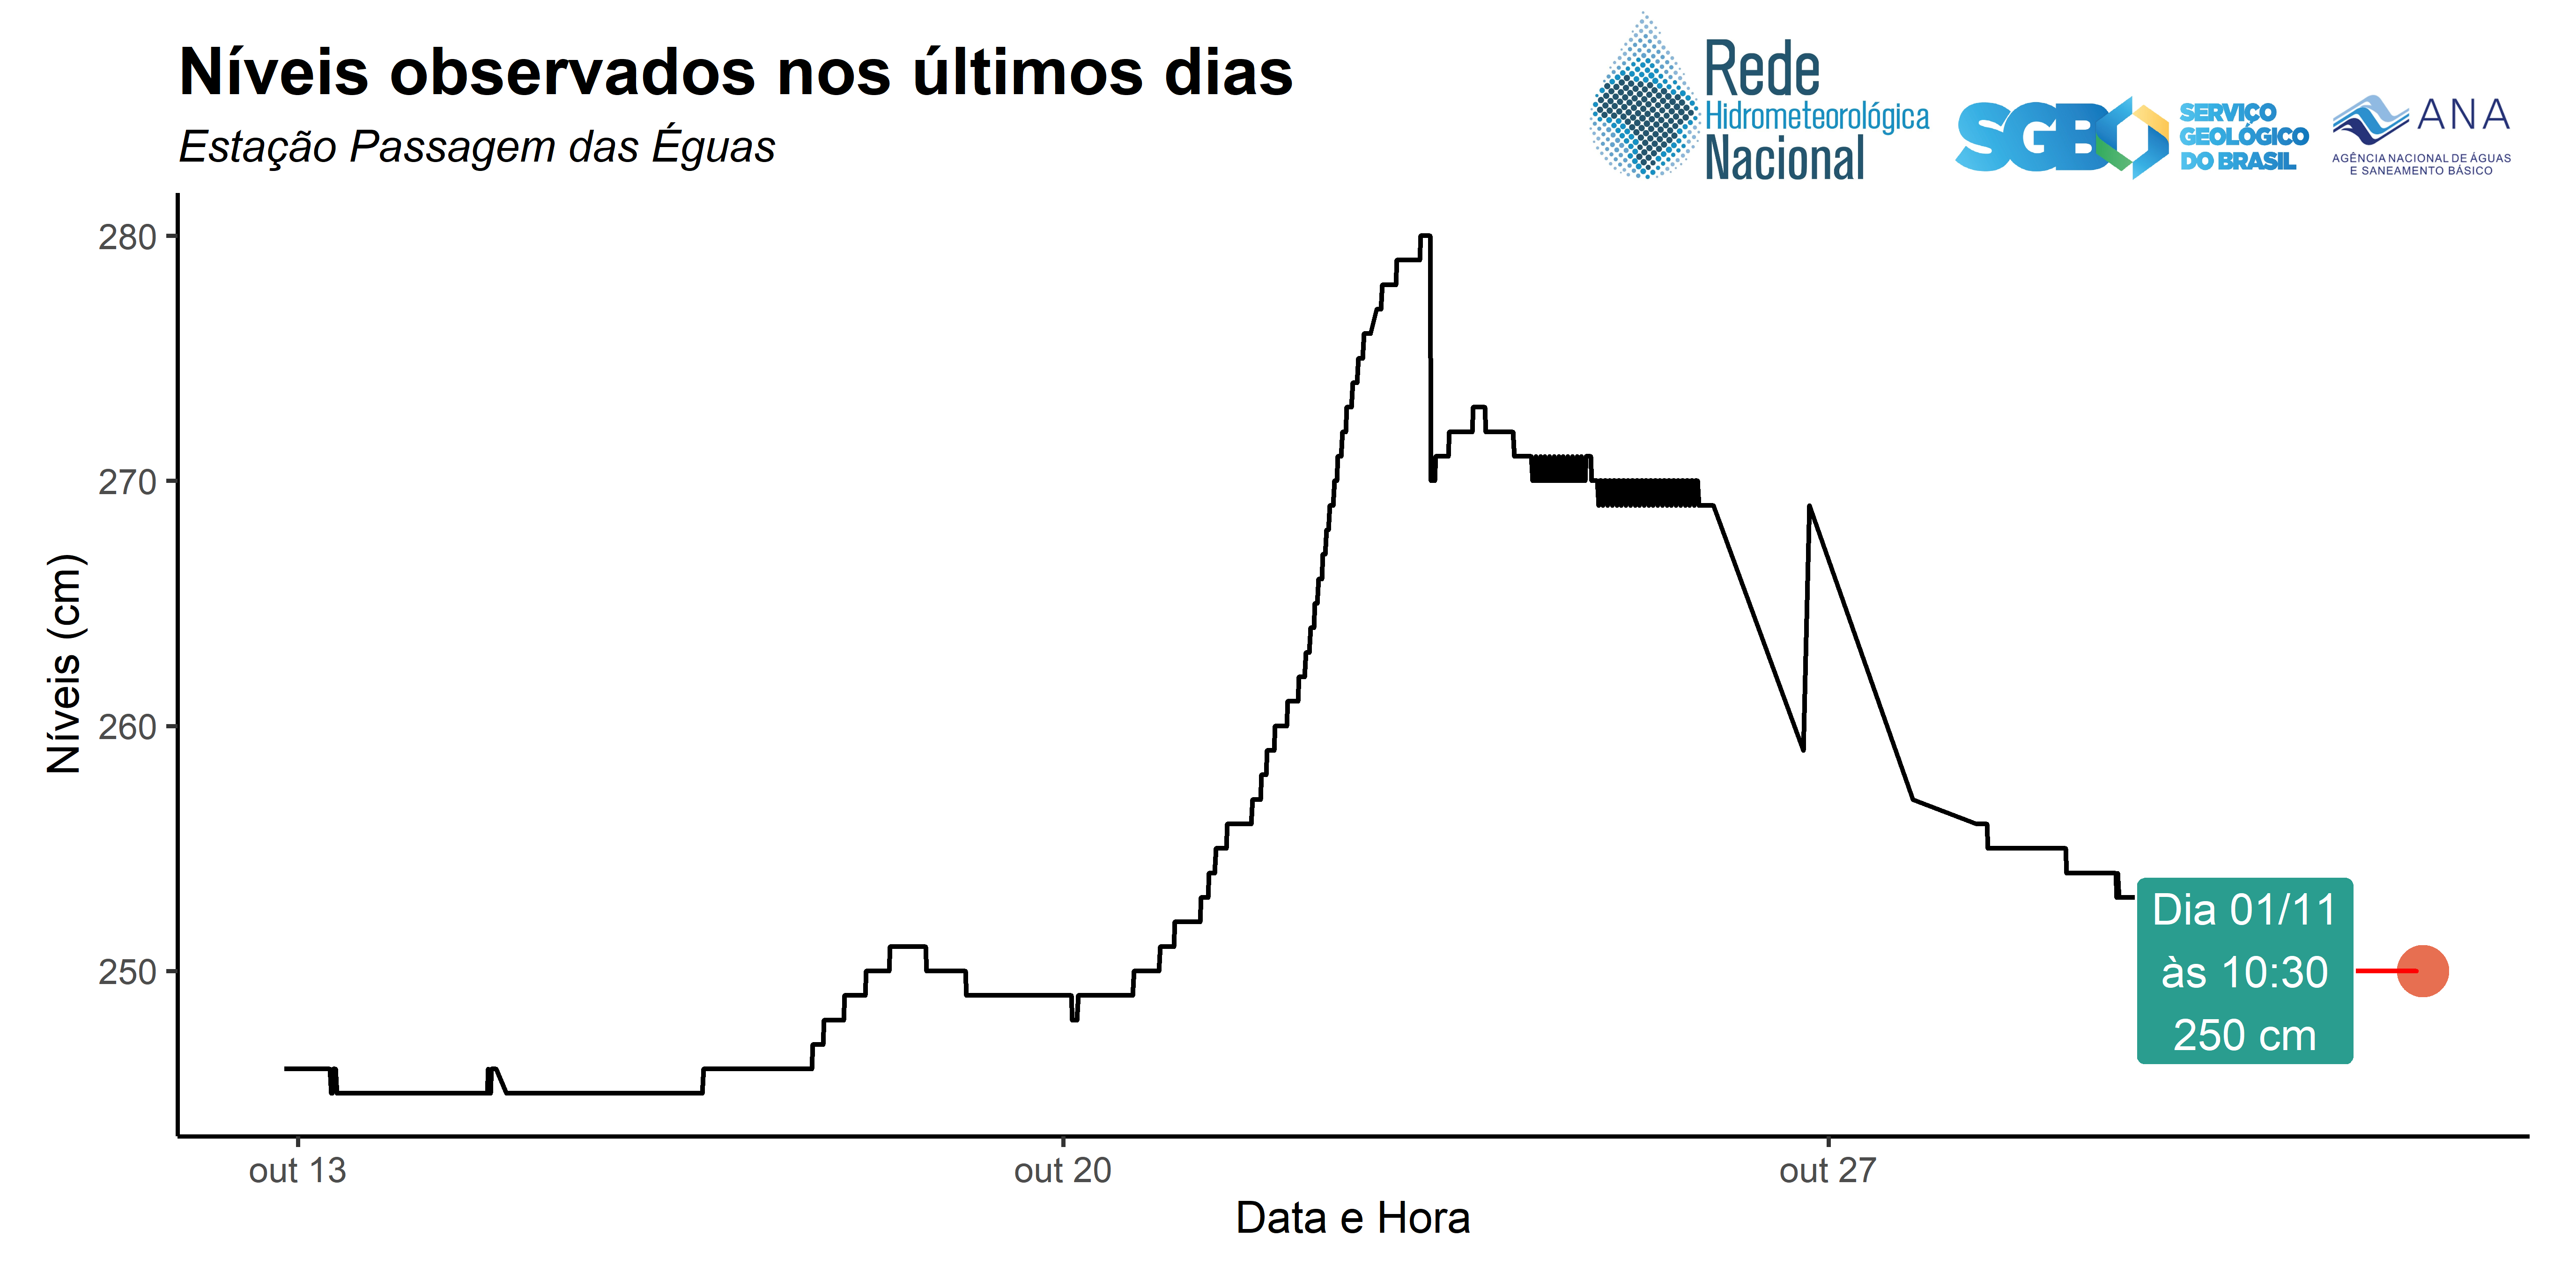 Níveis observados nos últimos dias
Estação Passagem das Éguas
Rede
Hidrometeorológica
Nacional
SGB
SERVIÇO
GEOLÓGICO
DO BRASIL
ANA
AGÊNCIA NACIONAL DE ÁGUAS
E SANEAMENTO BÁSICO
Níveis (cm)
280
270
260
250
Dia 01/11
às 10:30
250 cm
out 13
out 20
out 27
Data e Hora